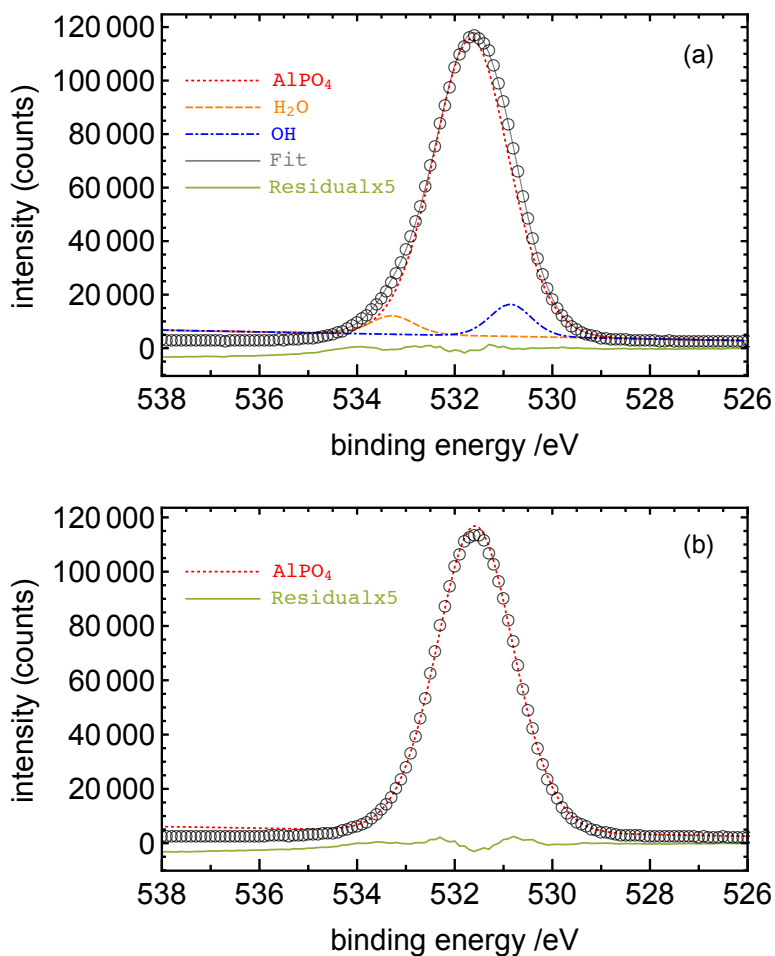 (a)
AlPO₄
H₂O
OH
Fit
Residualx5
intensity (counts)
120 000
100 000
80 000
60 000
40 000
20 000
0
538 536 534 532 530 528 526
binding energy /eV
(b)
AlPO₄
Residualx5
intensity (counts)
120 000
100 000
80 000
60 000
40 000
20 000
0
538 536 534 532 530 528 526
binding energy /eV